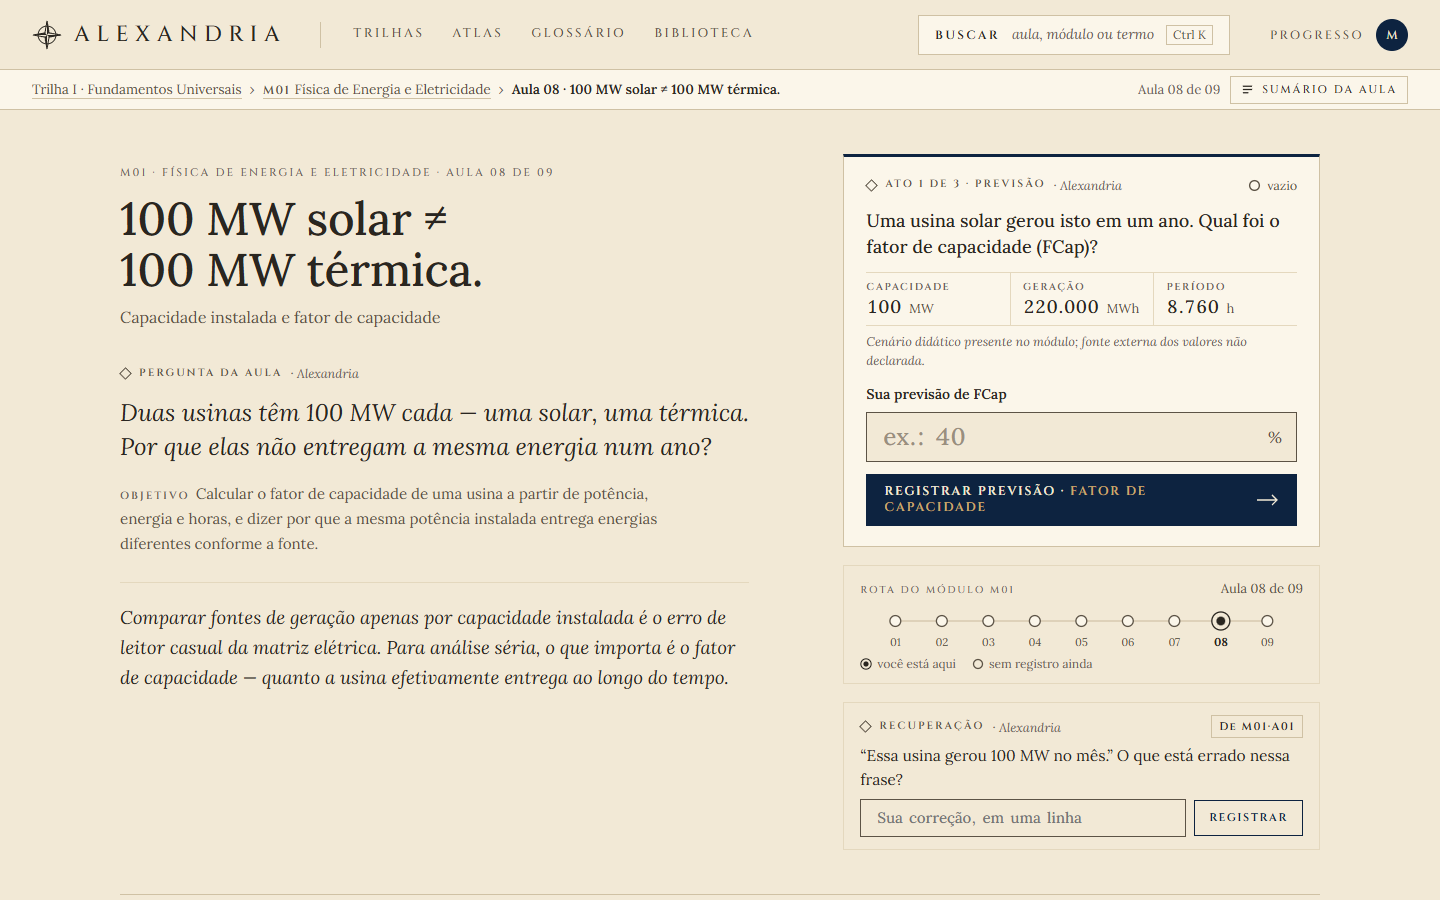 ALEXANDRIA
TRILHAS ATLAS GLOSSÁRIO BIBLIOTECA
BUSCAR aula, módulo ou termo Ctrl K
PROGRESSO M
Trilha I · Fundamentos Universais › M01 Física de Energia e Eletricidade › Aula 08 · 100 MW solar ≠ 100 MW térmica.
Aula 08 de 09 SUMÁRIO DA AULA
M01 · FÍSICA DE ENERGIA E ELETRICIDADE · AULA 08 DE 09
100 MW solar ≠
100 MW térmica.
Capacidade instalada e fator de capacidade
PERGUNTA DA AULA · Alexandria
Duas usinas têm 100 MW cada — uma solar, uma térmica.
Por que elas não entregam a mesma energia num ano?
OBJETIVO Calcular o fator de capacidade de uma usina a partir de potência,
energia e horas, e dizer por que a mesma potência instalada entrega energias
diferentes conforme a fonte.
Comparar fontes de geração apenas por capacidade instalada é o erro de
leitor casual da matriz elétrica. Para análise séria, o que importa é o fator
de capacidade — quanto a usina efetivamente entrega ao longo do tempo.
ATO 1 DE 3 · PREVISÃO · Alexandria vazio
Uma usina solar gerou isto em um ano. Qual foi o
fator de capacidade (FCap)?
CAPACIDADE GERAÇÃO PERÍODO
100 MW 220.000 MWh 8.760 h
Cenário didático presente no módulo; fonte externa dos valores não
declarada.
Sua previsão de FCap
ex.: 40 %
REGISTRAR PREVISÃO · FATOR DE
CAPACIDADE →
ROTA DO MÓDULO M01 Aula 08 de 09
01 02 03 04 05 06 07 08 09
você está aqui sem registro ainda
RECUPERAÇÃO · Alexandria DE M01·A01
“Essa usina gerou 100 MW no mês.” O que está errado nessa
frase?
Sua correção, em uma linha REGISTRAR